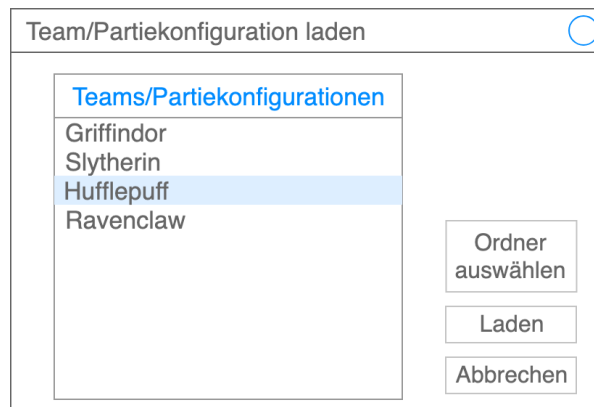 Team/Partiekonfiguration laden
Teams/Partiekonfigurationen
Griffindor
Slytherin
Hufflepuff
Ravenclaw
Ordner
auswählen
Laden
Abbrechen